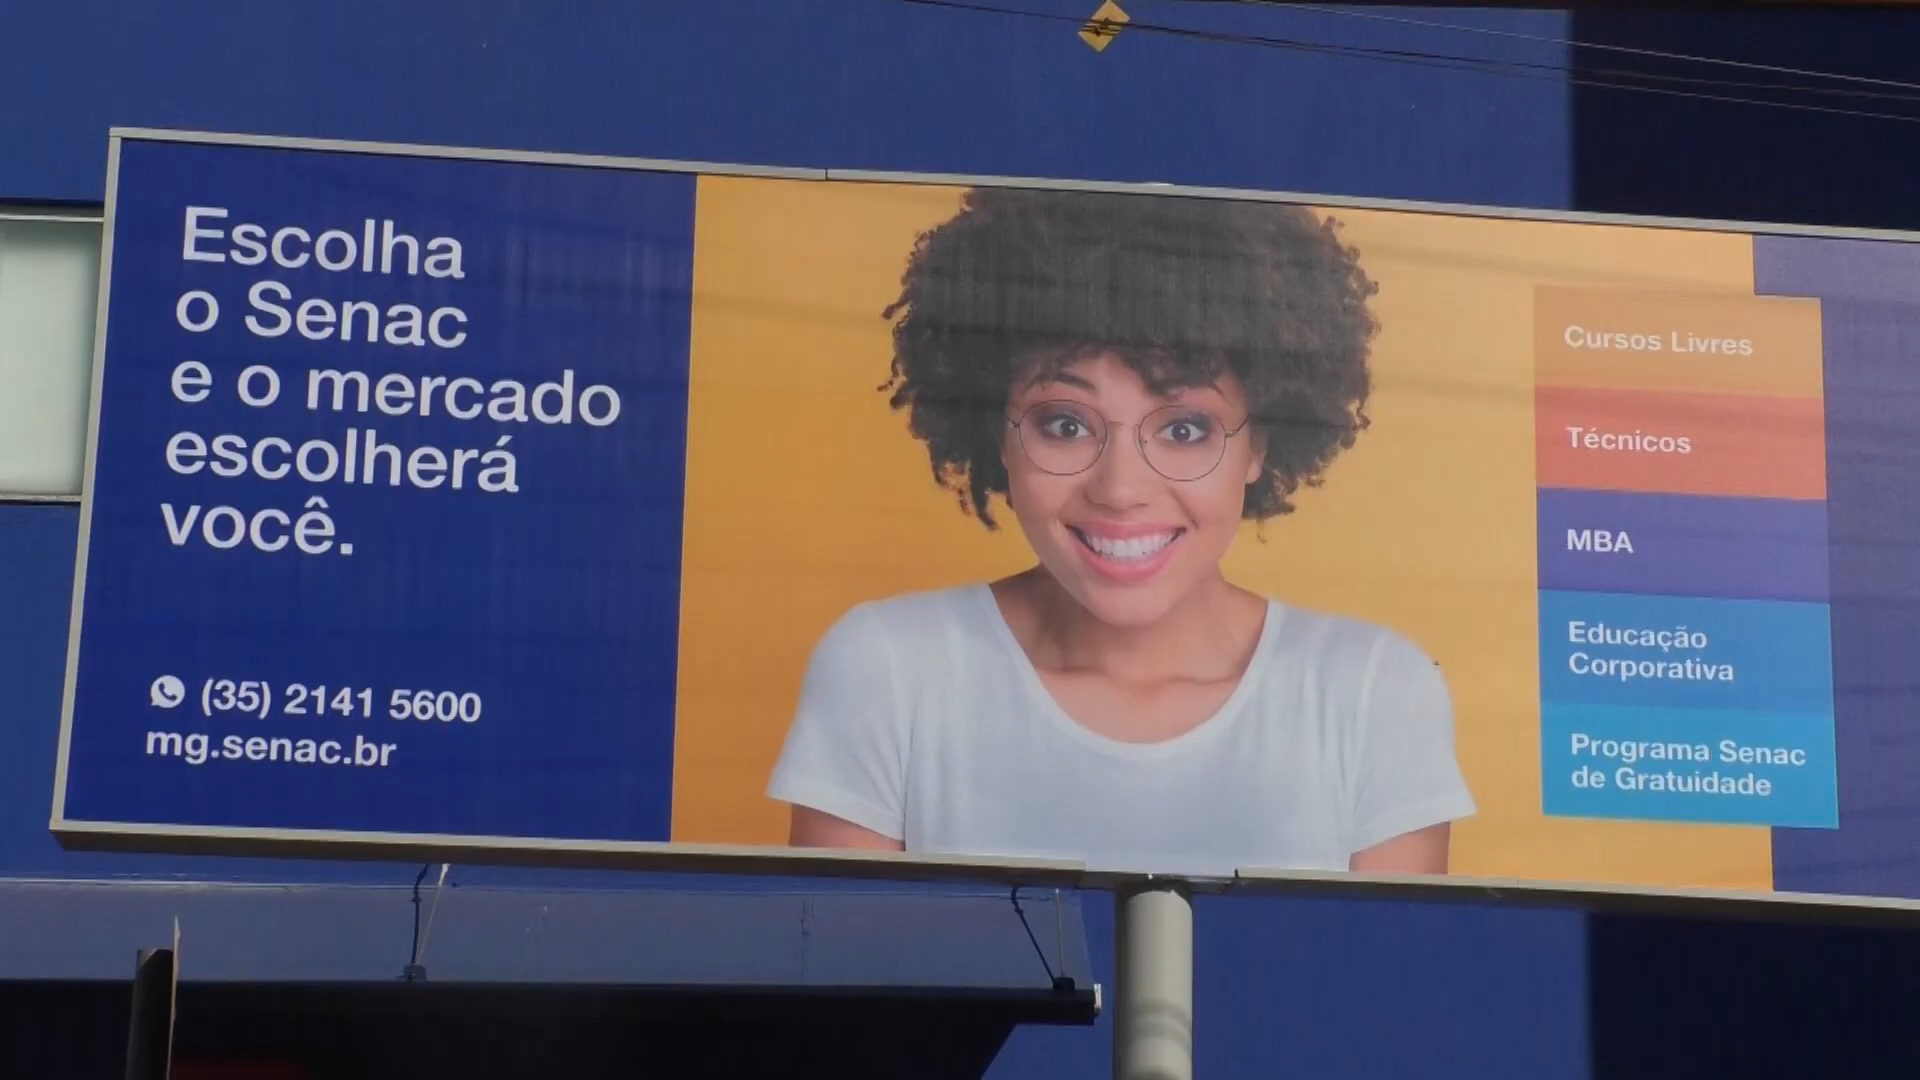 Escolha
o Senac
e o mercado
escolherá
você.
(35) 2141 5600
mg.senac.br
Cursos Livres
Técnicos
MBA
Educação
Corporativa
Programa Senac
de Gratuidade